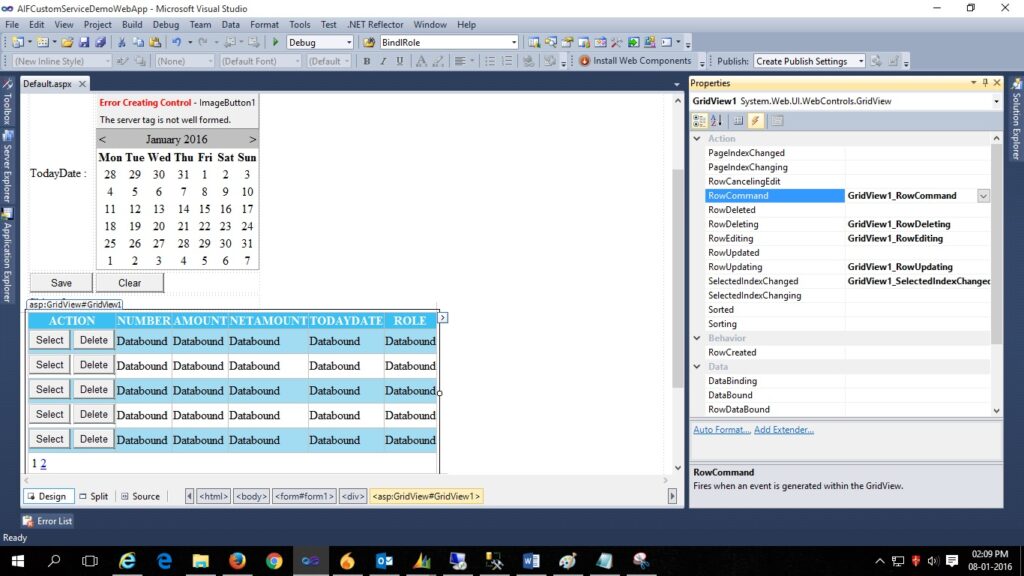 AIFCustomServiceDemoWebApp - Microsoft Visual Studio
File Edit View Project Build Debug Team Data Format Tools Test .NET Reflector Window Help
Debug BindlRole
(New Inline Style) (None) (Default Font) (Default B I U A Install Web Components Publish: Create Publish Settings
Default.aspx
Toolbox
Server Explorer
Application Explorer
Error Creating Control - ImageButton1
The server tag is not well formed.
TodayDate :
< January 2016 >
Mon Tue Wed Thu Fri Sat Sun
28 29 30 31 1 2 3
4 5 6 7 8 9 10
11 12 13 14 15 16 17
18 19 20 21 22 23 24
25 26 27 28 29 30 31
1 2 3 4 5 6 7
Save Clear
asp:GridView#GridView1
ACTION NUMBER AMOUNT NETAMOUNT TODAYDATE ROLE
Select Delete Databound Databound Databound Databound Databound
Select Delete Databound Databound Databound Databound Databound
Select Delete Databound Databound Databound Databound Databound
Select Delete Databound Databound Databound Databound Databound
Select Delete Databound Databound Databound Databound Databound
1 2
Design Split Source <html> <body> <form#form1> <div> <asp:GridView#GridView1>
Properties
GridView1 System.Web.UI.WebControls.GridView
Action
PageIndexChanged
PageIndexChanging
RowCancelingEdit
RowCommand GridView1_RowCommand
RowDeleted
RowDeleting GridView1_RowDeleting
RowEditing GridView1_RowEditing
RowUpdated
RowUpdating GridView1_RowUpdating
SelectedIndexChanged GridView1_SelectedIndexChanged
SelectedIndexChanging
Sorted
Sorting
Behavior
RowCreated
Data
DataBinding
DataBound
RowDataBound
Auto Format..., Add Extender...
RowCommand
Fires when an event is generated within the GridView.
Solution Explorer
Error List
Ready
02:09 PM
08-01-2016